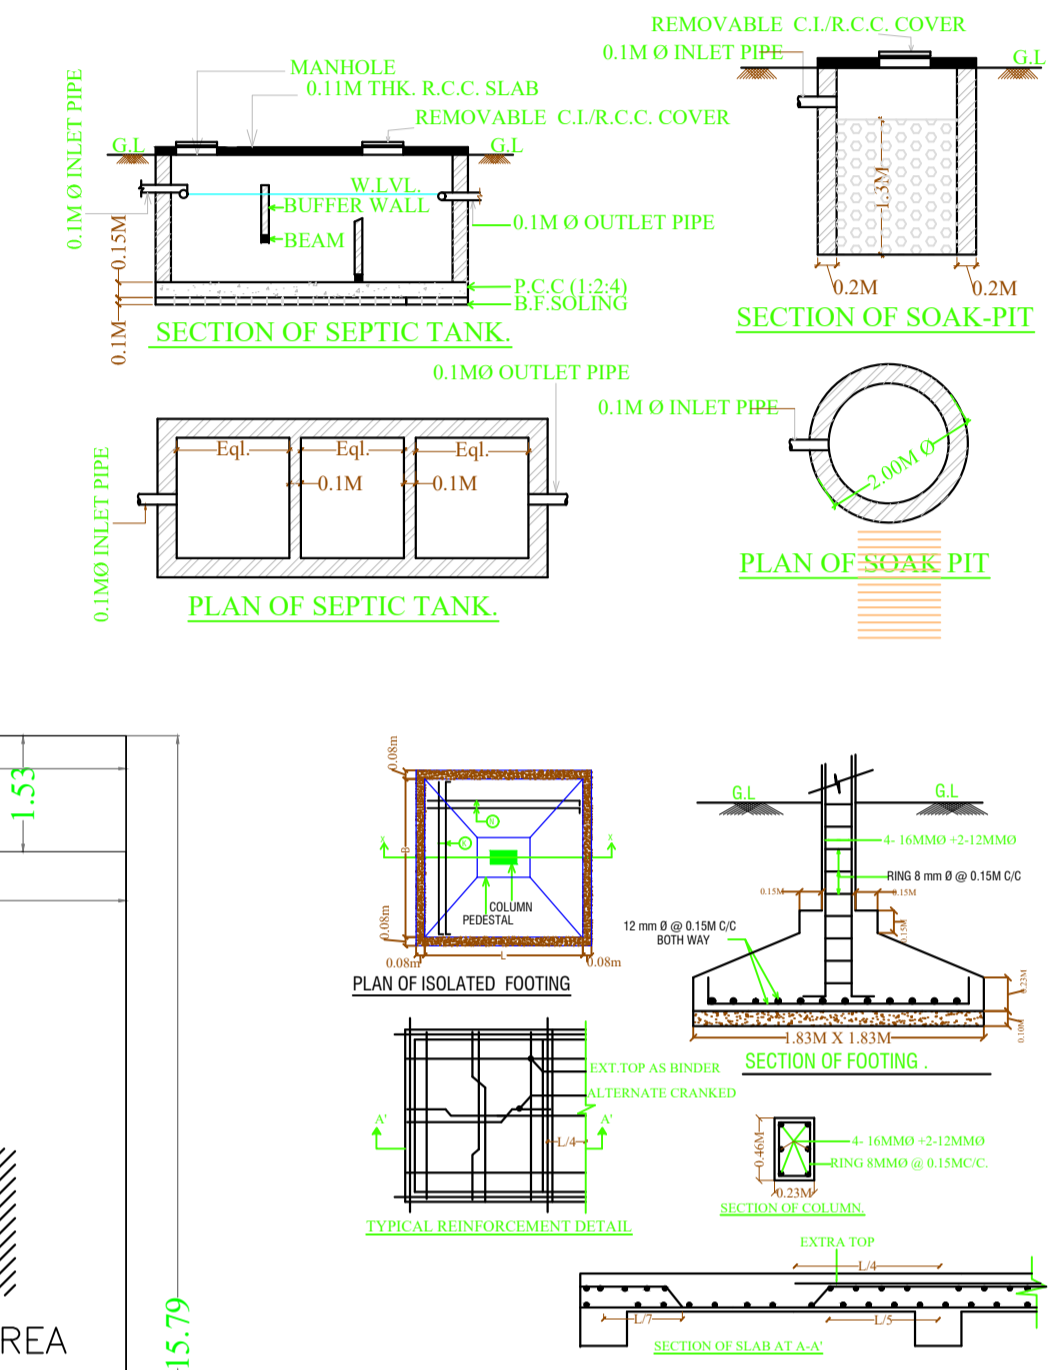 REMOVABLE C.I./R.C.C. COVER
0.1M Ø INLET PIPE
G.L
MANHOLE
0.11M THK. R.C.C. SLAB
REMOVABLE C.I./R.C.C. COVER
0.1M Ø INLET PIPE
G.L
G.L
W.LVL.
BUFFER WALL
BEAM
0.1M Ø OUTLET PIPE
0.15M
P.C.C (1:2:4)
B.F.SOLING
0.1M
SECTION OF SEPTIC TANK.
1.3M
0.2M
0.2M
SECTION OF SOAK-PIT
0.1MØ OUTLET PIPE
Eql.
Eql.
Eql.
0.1M
0.1M
0.1MØ INLET PIPE
PLAN OF SEPTIC TANK.
0.1M Ø INLET PIPE
2.00M Ø
PLAN OF SOAK PIT
1.53
15.79
REA
0.08m
X
X
B
COLUMN
PEDESTAL
0.08m
0.08m
L
0.08m
PLAN OF ISOLATED FOOTING
G.L
G.L
4- 16MMØ +2-12MMØ
RING 8 mm Ø @ 0.15M C/C
0.15M
0.15M
0.15M
12 mm Ø @ 0.15M C/C
BOTH WAY
0.23M
0.10M
1.83M X 1.83M
SECTION OF FOOTING .
EXT.TOP AS BINDER
ALTERNATE CRANKED
A'
A'
L/4
TYPICAL REINFORCEMENT DETAIL
0.46M
4- 16MMØ +2-12MMØ
RING 8MMØ @ 0.15MC/C.
0.23M
SECTION OF COLUMN.
EXTRA TOP
L/4
L/7
L/5
SECTION OF SLAB AT A-A'